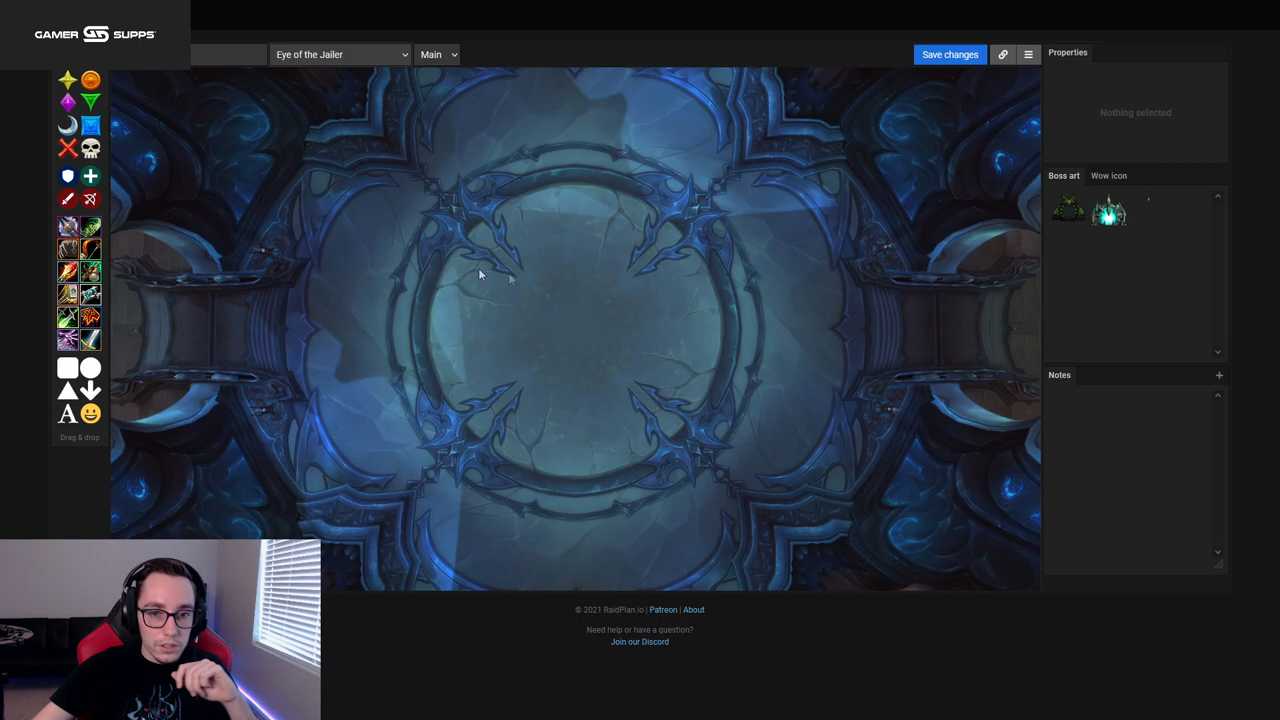 GAMER GS SUPPS
Eye of the Jailer
Main
Save changes
Properties
Nothing selected
Boss art
Wow icon
Notes
+
A
Drag & drop
© 2021 RaidPlan.io | Patreon | About
Need help or have a question?
Join our Discord